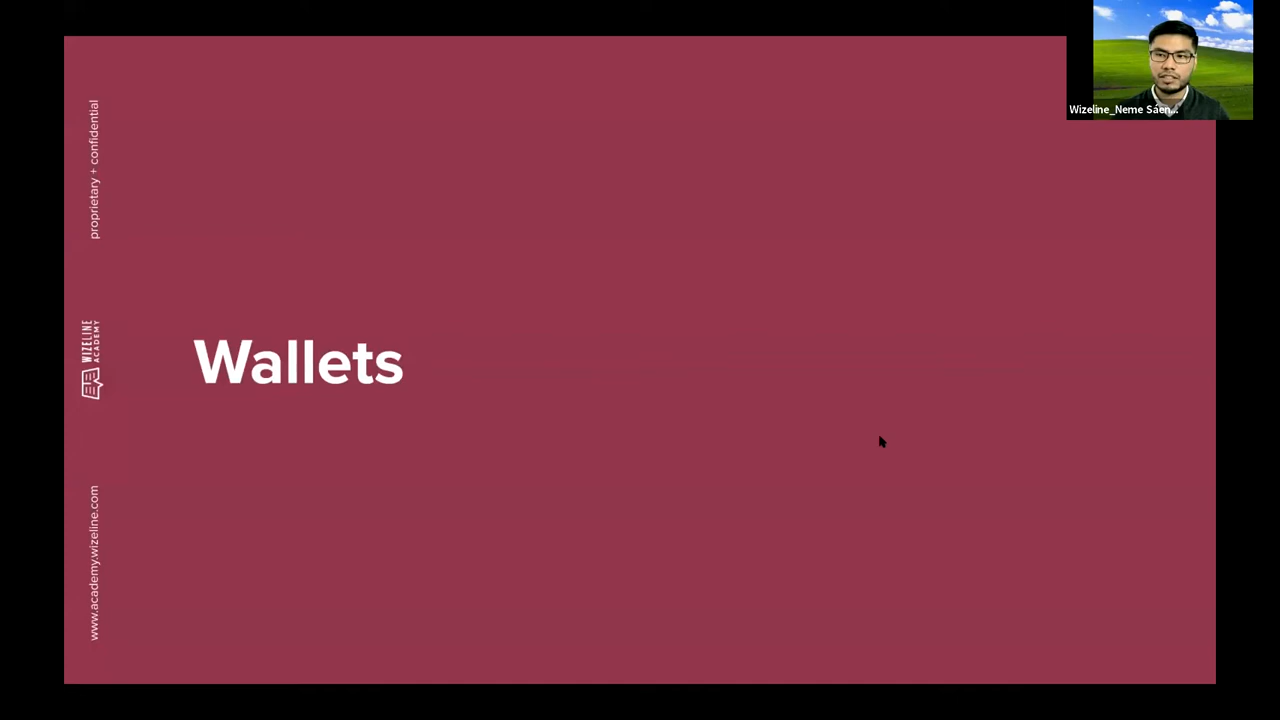 proprietary + confidential
WIZELINE
ACADEMY
www.academy.wizeline.com
Wallets
Wizeline_Neme Sáen...